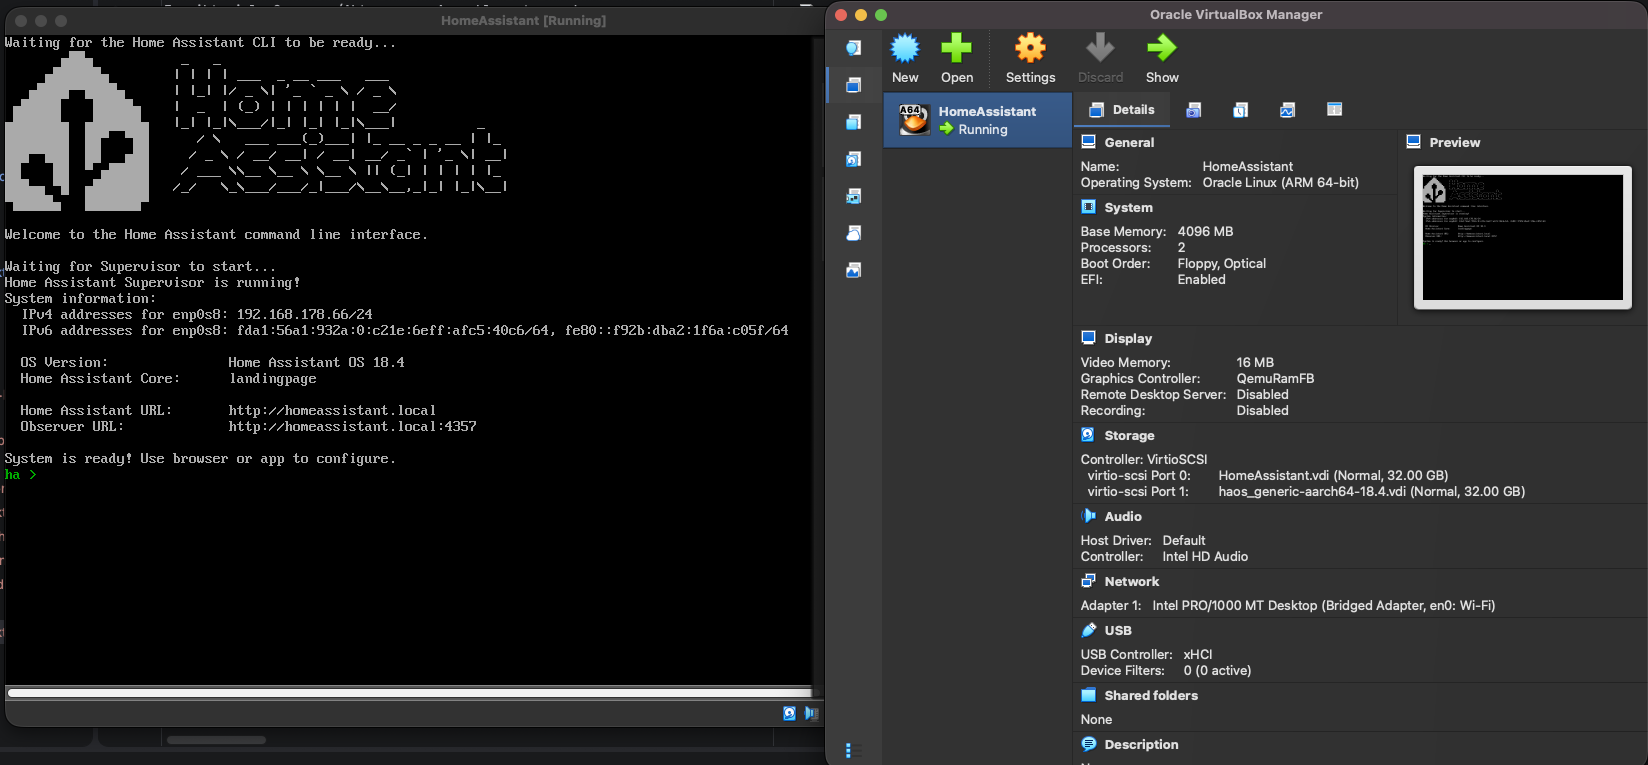 HomeAssistant [Running]
Waiting for the Home Assistant CLI to be ready...
Home
Assistant
Welcome to the Home Assistant command line interface.
Waiting for Supervisor to start...
Home Assistant Supervisor is running!
System information:
IPv4 addresses for enp0s8: 192.168.178.66/24
IPv6 addresses for enp0s8: fda1:56a1:932a:0:c21e:6eff:afc5:40c6/64, fe80::f92b:dba2:1f6a:c05f/64
OS Version: Home Assistant OS 18.4
Home Assistant Core: landingpage
Home Assistant URL: http://homeassistant.local
Observer URL: http://homeassistant.local:4357
System is ready! Use browser or app to configure.
ha >
Oracle VirtualBox Manager
New Open Settings Discard Show
A64 HomeAssistant
Running
Details
General
Name: HomeAssistant
Operating System: Oracle Linux (ARM 64-bit)
Preview
Home
Assistant
System
Base Memory: 4096 MB
Processors: 2
Boot Order: Floppy, Optical
EFI: Enabled
Display
Video Memory: 16 MB
Graphics Controller: QemuRamFB
Remote Desktop Server: Disabled
Recording: Disabled
Storage
Controller: VirtioSCSI
virtio-scsi Port 0: HomeAssistant.vdi (Normal, 32.00 GB)
virtio-scsi Port 1: haos_generic-aarch64-18.4.vdi (Normal, 32.00 GB)
Audio
Host Driver: Default
Controller: Intel HD Audio
Network
Adapter 1: Intel PRO/1000 MT Desktop (Bridged Adapter, en0: Wi-Fi)
USB
USB Controller: xHCI
Device Filters: 0 (0 active)
Shared folders
None
Description